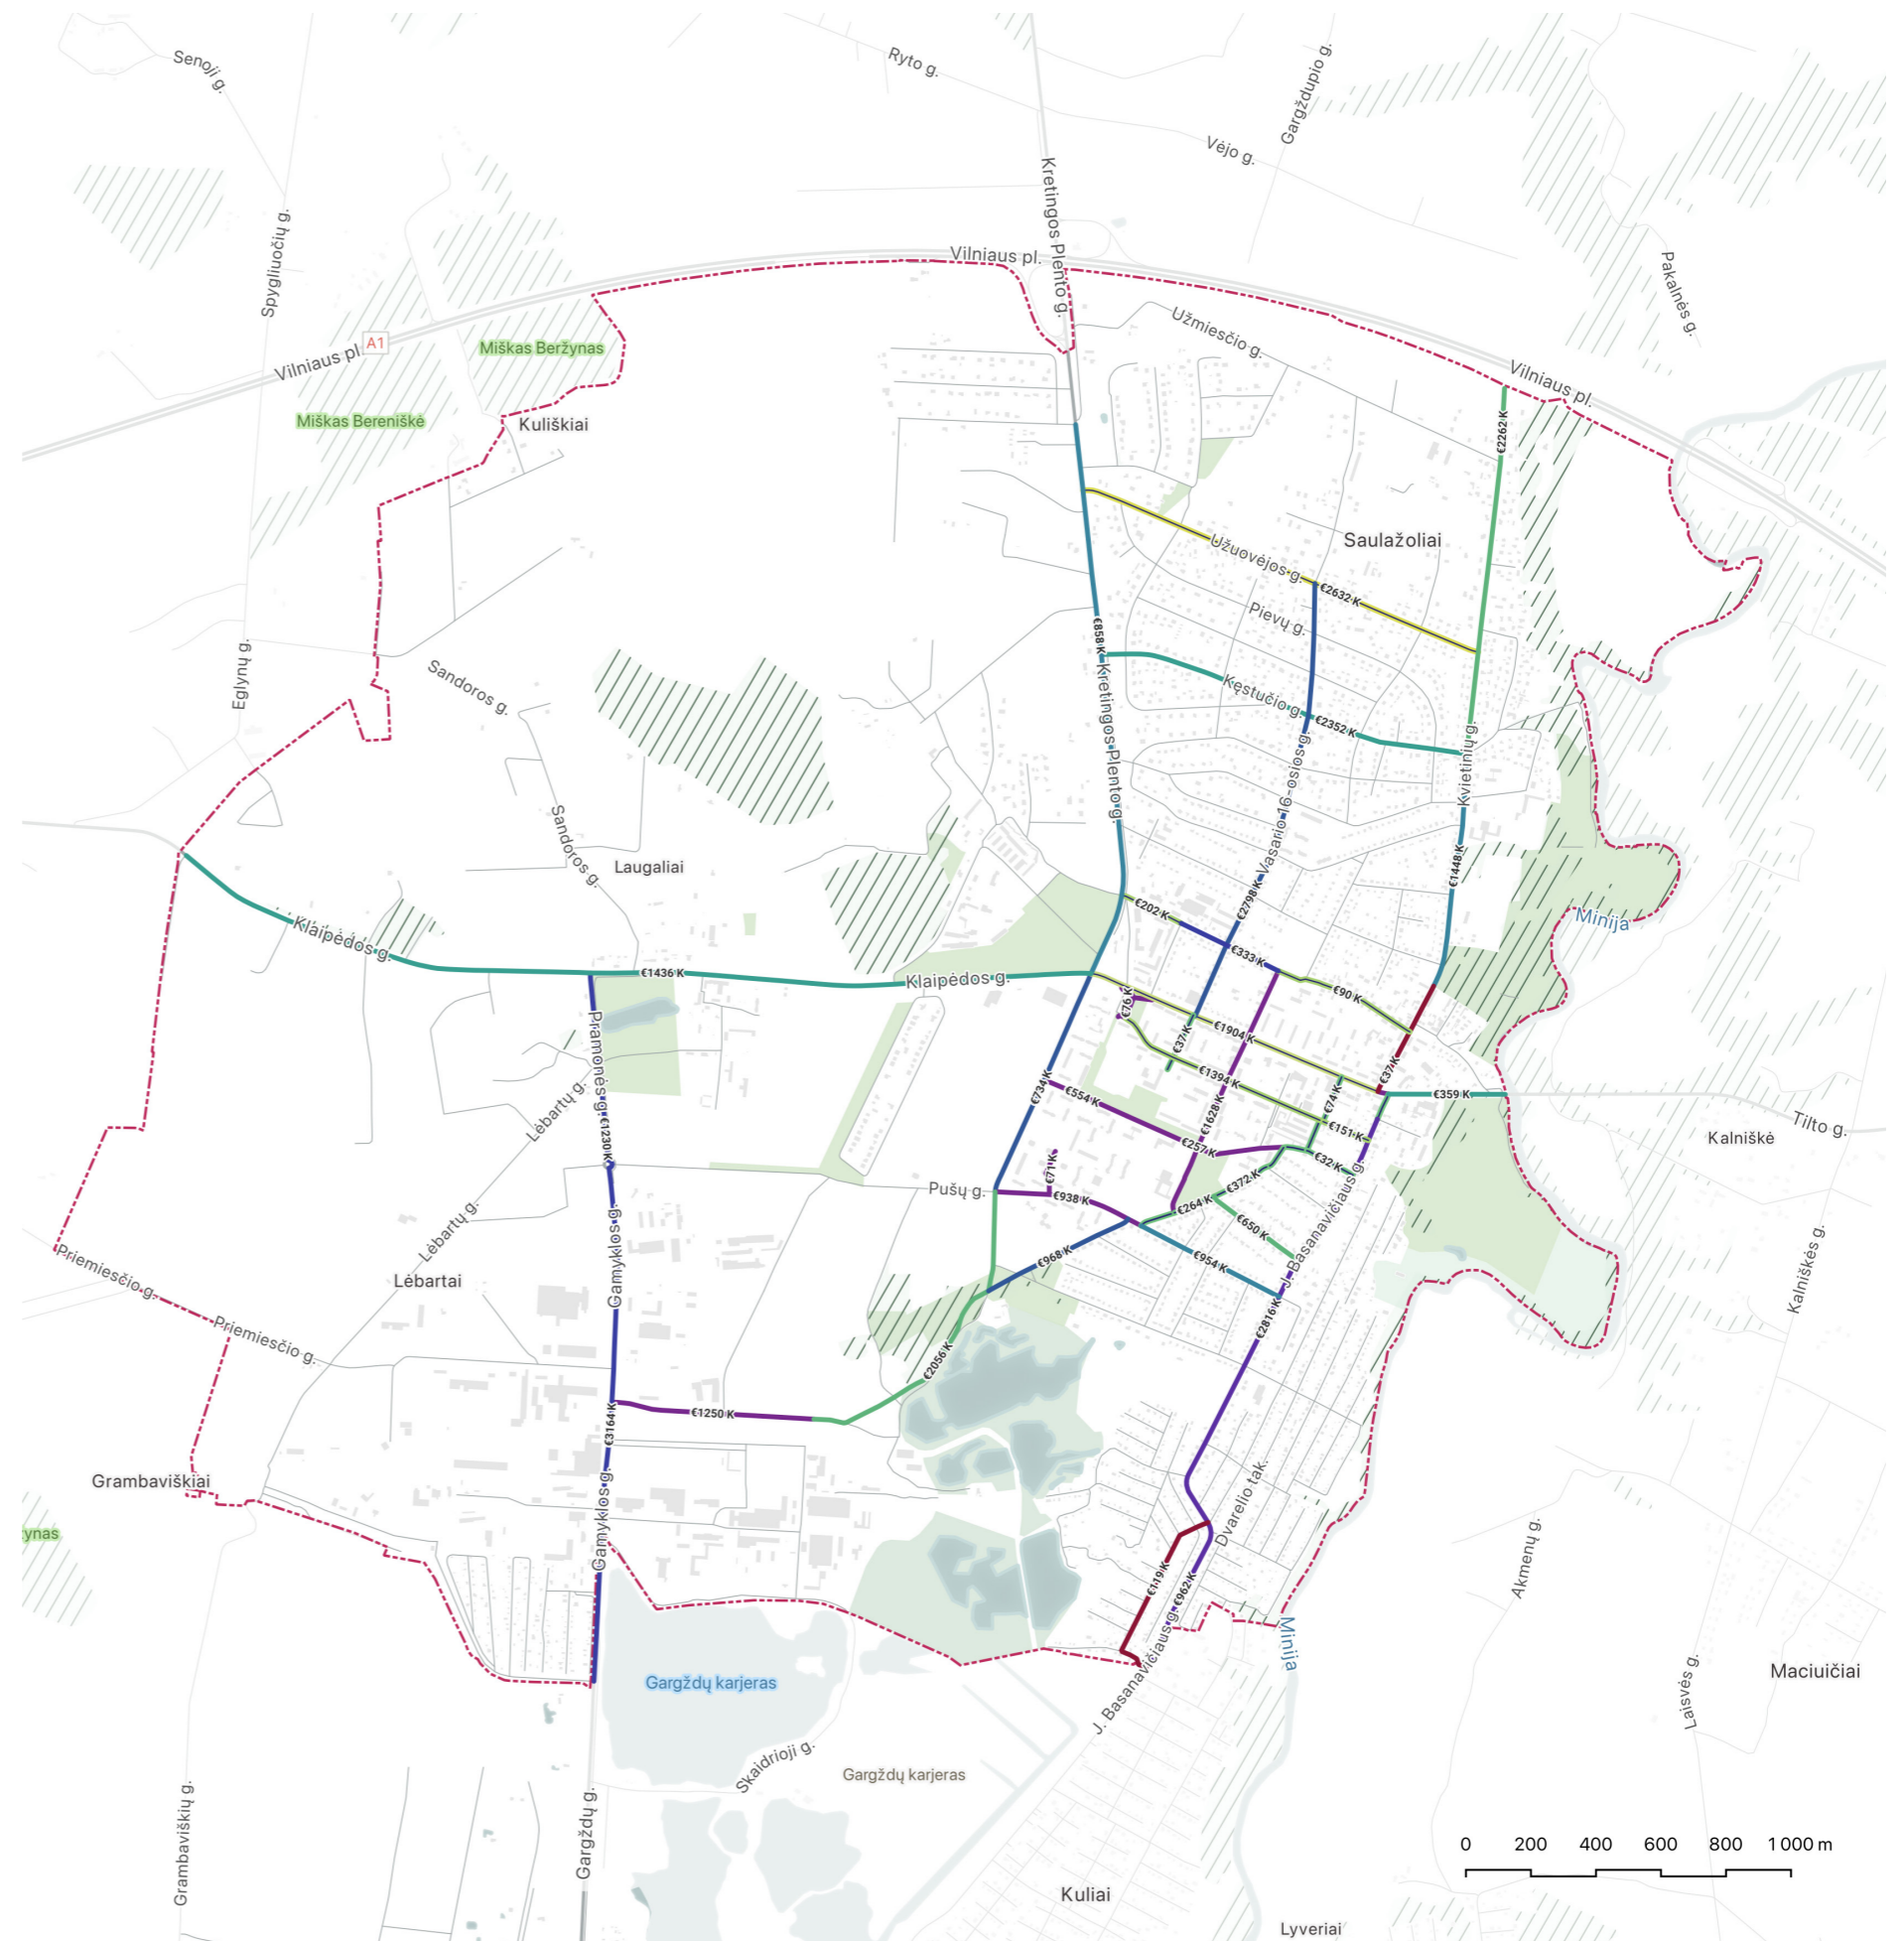 Senoji g.
Ryto g.
Gargždupio g.
Vėjo g.
Kretingos Plento g.
Spygliuočių g.
Vilniaus pl.
Pakalnės g.
Užmiesčio g.
A1
Miškas Beržynas
Vilniaus pl
Vilniaus pl.
Miškas Bereniškė
Kuliškiai
€2262 K
Saulažoliai
Užuovėjos g.
€2632 K
Pievų g.
€858 K
Eglynų g.
Sandoros g.
Kretingos Plento g.
Kęstučio g.
€2352 K
Kvietinių g.
Vasario 16-osios g.
Sandoros g.
Laugaliai
€1448 K
€2798 K
€202 K
Minija
Klaipėdos g.
€333 K
€1436 K
Klaipėdos g.
€90 K
€76 K
€1904 K
€37 K
Pramonės g.
€37 K
€1394 K
€734 K
€554 K
€74 K
€359 K
Lėbartų g.
€1628 K
Tilto g.
€1230 K
€151 K
Kalniškė
€257 K
€32 K
€71 K
€372 K
Pušų g.
€938 K
€264 K
J. Basanavičiaus g.
Lėbartų g.
€650 K
Gamyklos g.
€968 K
€954 K
Priemiesčio g.
Lėbartai
Kalniškės g.
€2816 K
Priemiesčio g.
€2056 K
€1250 K
€3164 K
Grambaviškiai
Dvarelio tak.
Gamyklos g.
ynas
Akmenų g.
€119 K
€962 K
J. Basanavičiaus g.
Minija
Gargždų karjeras
Maciuičiai
Laisvės g.
Skaidrioji g.
Gargždų karjeras
Grambaviškių g.
Gargždų g.
0 200 400 600 800 1 000 m
Kuliai
Lyveriai